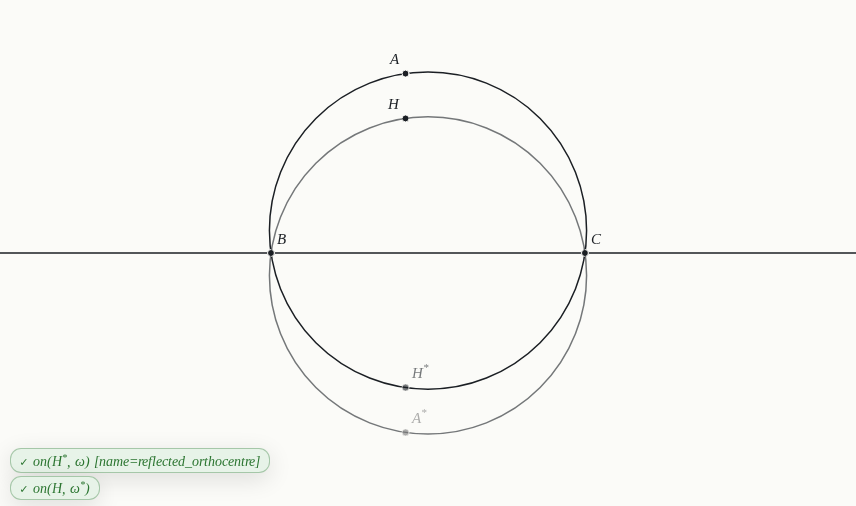 A
H
B
C
H*
A*
✓ on(H*, ω) [name=reflected_orthocentre]
✓ on(H, ω*)